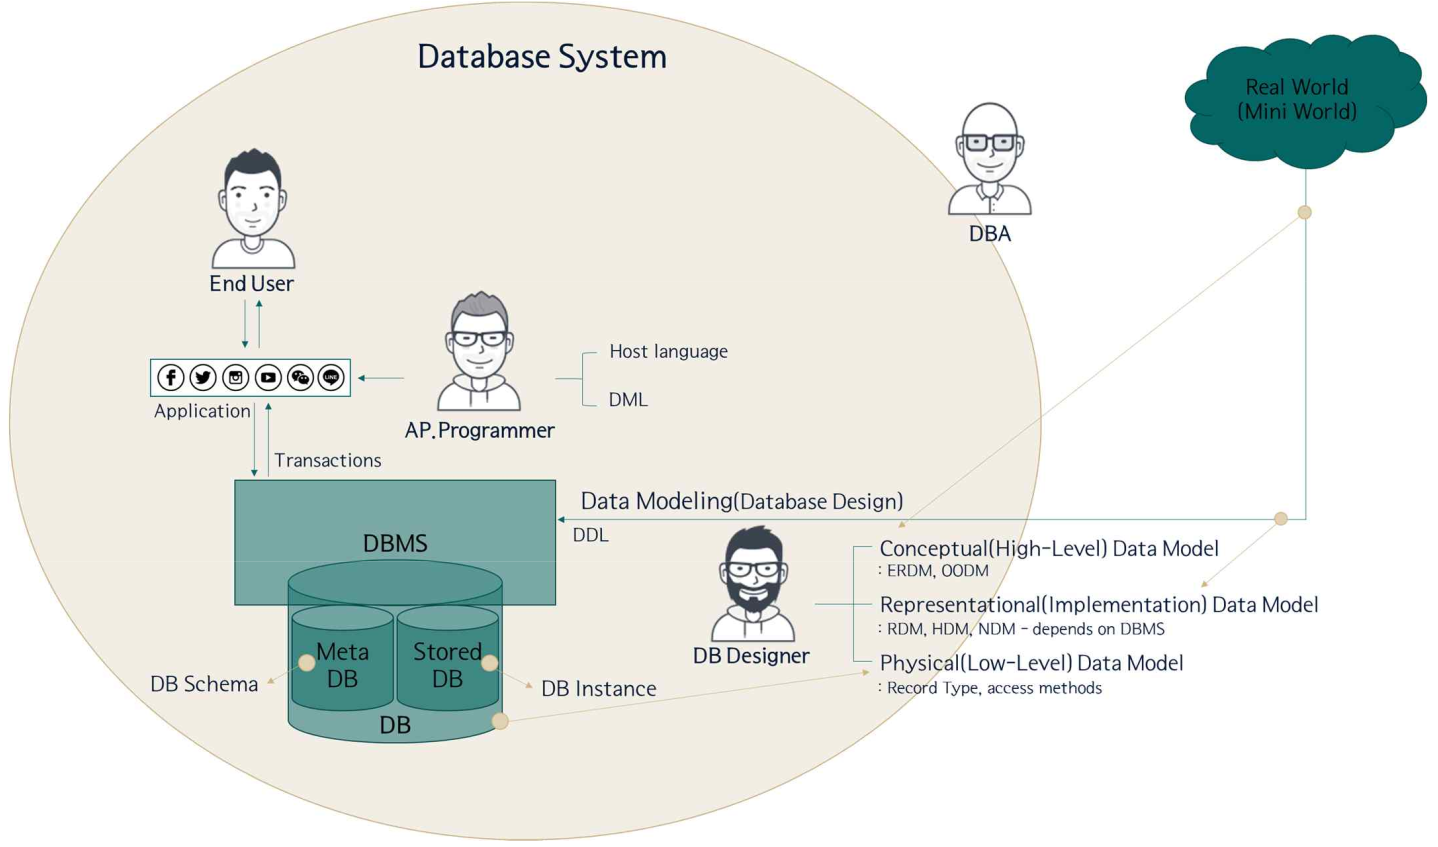 Database System
Real World
(Mini World)
DBA
End User
Host language
LINE
DML
Application
AP.Programmer
Transactions
Data Modeling(Database Design)
DDL
DBMS
Conceptual(High-Level) Data Model
: ERDM, OODM
Representational(Implementation) Data Model
: RDM, HDM, NDM - depends on DBMS
DB Designer
Physical(Low-Level) Data Model
: Record Type, access methods
Meta
DB
Stored
DB
DB Schema
DB Instance
DB